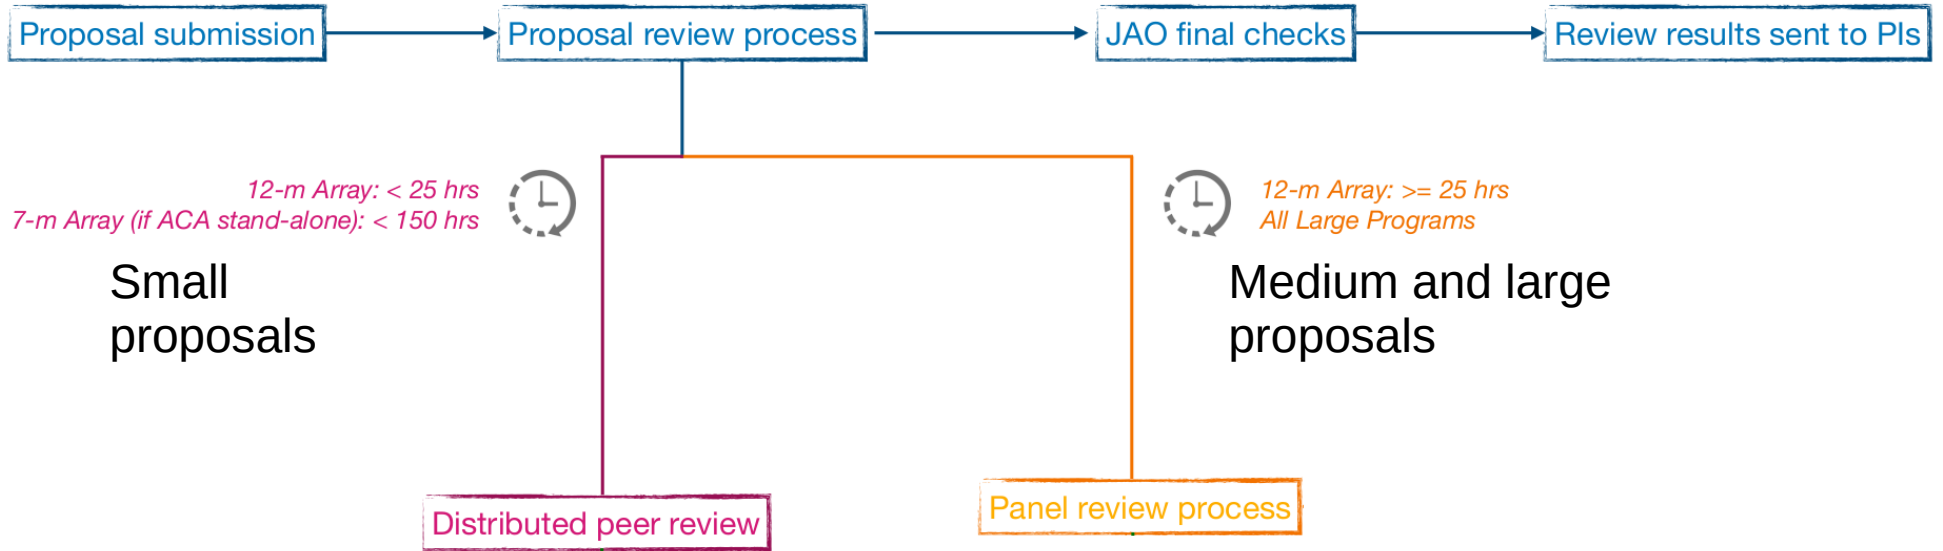 Proposal submission
Proposal review process
JAO final checks
Review results sent to PIs
12-m Array: < 25 hrs
7-m Array (if ACA stand-alone): < 150 hrs
12-m Array: >= 25 hrs
All Large Programs
Small
proposals
Medium and large
proposals
Distributed peer review
Panel review process